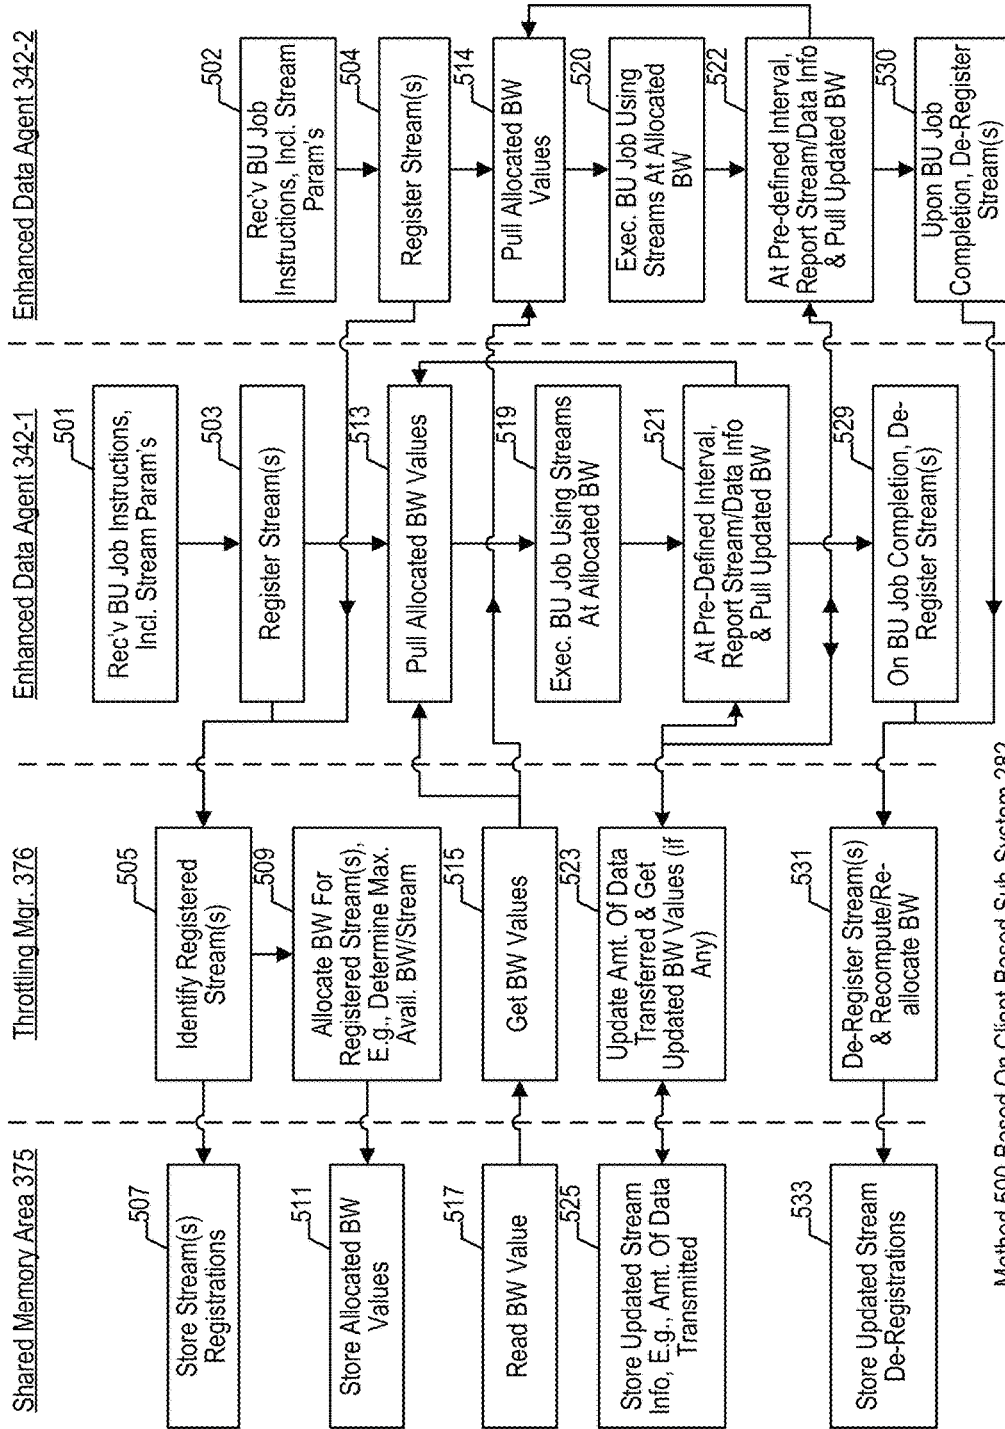 Shared Memory Area 375
507
Store Stream(s)
Registrations
511
Store Allocated BW
Values
517
Read BW Value
525
Store Updated Stream
Info, E.g., Amt. Of Data
Transmitted
533
Store Updated Stream
De-Registrations
Throttling Mgr. 376
505
Identify Registered
Stream(s)
509
Allocate BW For
Registered Stream(s),
E.g., Determine Max.
Avail. BW/Stream
515
Get BW Values
523
Update Amt. Of Data
Transferred & Get
Updated BW Values (if
Any)
531
De-Register Stream(s)
& Recompute/Re-
allocate BW
Enhanced Data Agent 342-1
501
Rec'v BU Job Instructions,
Incl. Stream Param's
503
Register Stream(s)
513
Pull Allocated BW Values
519
Exec. BU Job Using Streams
At Allocated BW
521
At Pre-Defined Interval,
Report Stream/Data Info
& Pull Updated BW
529
On BU Job Completion, De-
Register Stream(s)
Enhanced Data Agent 342-2
502
Rec'v BU Job
Instructions, Incl. Stream
Param's
504
Register Stream(s)
514
Pull Allocated BW
Values
520
Exec. BU Job Using
Streams At Allocated
BW
522
At Pre-defined Interval,
Report Stream/Data Info
& Pull Updated BW
530
Upon BU Job
Completion, De-Register
Stream(s)
Method 500 Based On Client Based Sub-System 282